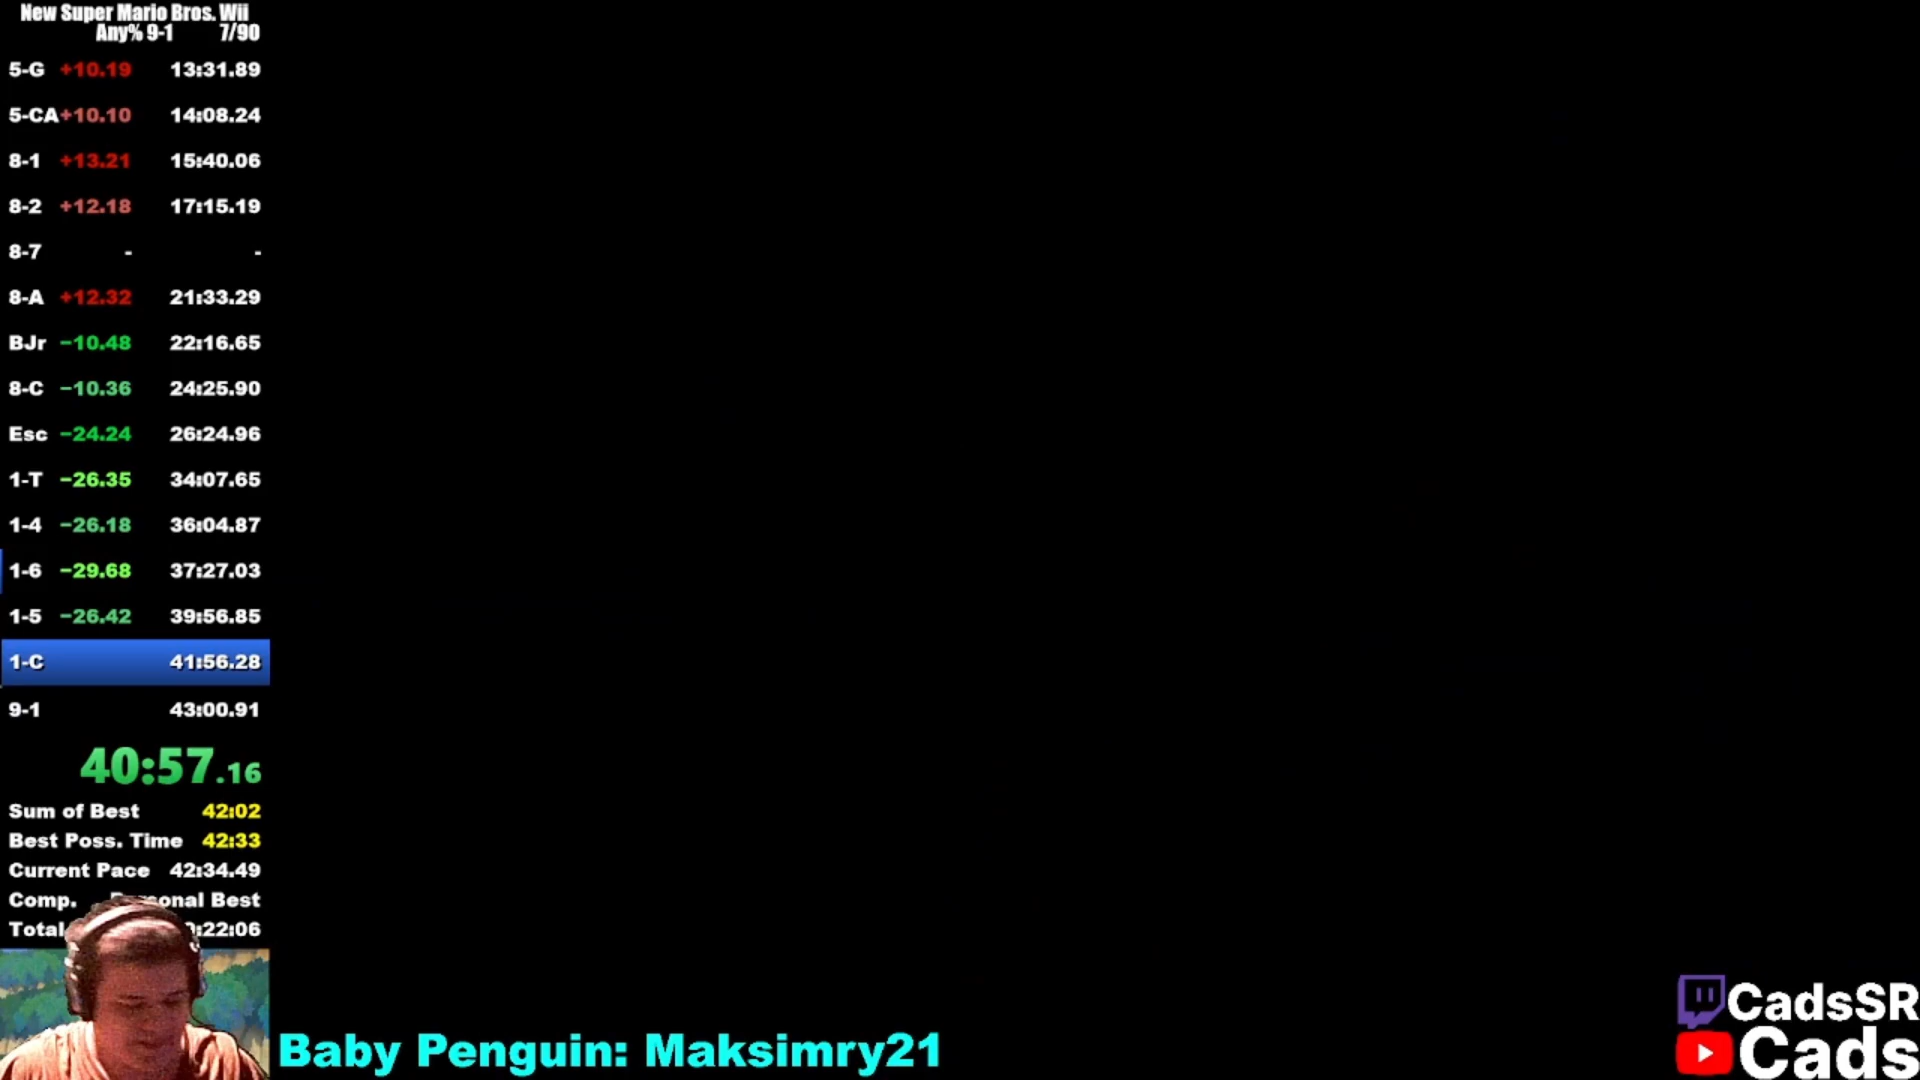 New Super Mario Bros. Wii
Any% 9-1 7/90
5-G +10.19 13:31.89
5-CA +10.10 14:08.24
8-1 +13.21 15:40.06
8-2 +12.18 17:15.19
8-7 - -
8-A +12.32 21:33.29
BJr −10.48 22:16.65
8-C −10.36 24:25.90
Esc −24.24 26:24.96
1-T −26.35 34:07.65
1-4 −26.18 36:04.87
1-6 −29.68 37:27.03
1-5 −26.42 39:56.85
1-C 41:56.28
9-1 43:00.91
40:57.16
Sum of Best 42:02
Best Poss. Time 42:33
Current Pace 42:34.49
Comp. Best
Total :22:06
Baby Penguin: Maksimry21
CadsSR
Cads